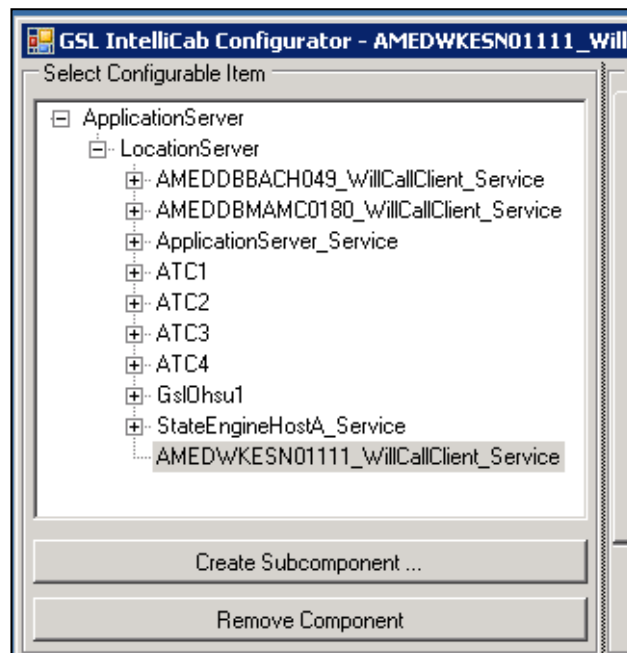 GSL IntelliCab Configurator - AMEDWKESN01111_Will
Select Configurable Item
ApplicationServer
LocationServer
AMEDDBBACH049_WillCallClient_Service
AMEDDBMAMC0180_WillCallClient_Service
ApplicationServer_Service
ATC1
ATC2
ATC3
ATC4
GslOhsu1
StateEngineHostA_Service
AMEDWKESN01111_WillCallClient_Service
Create Subcomponent ...
Remove Component